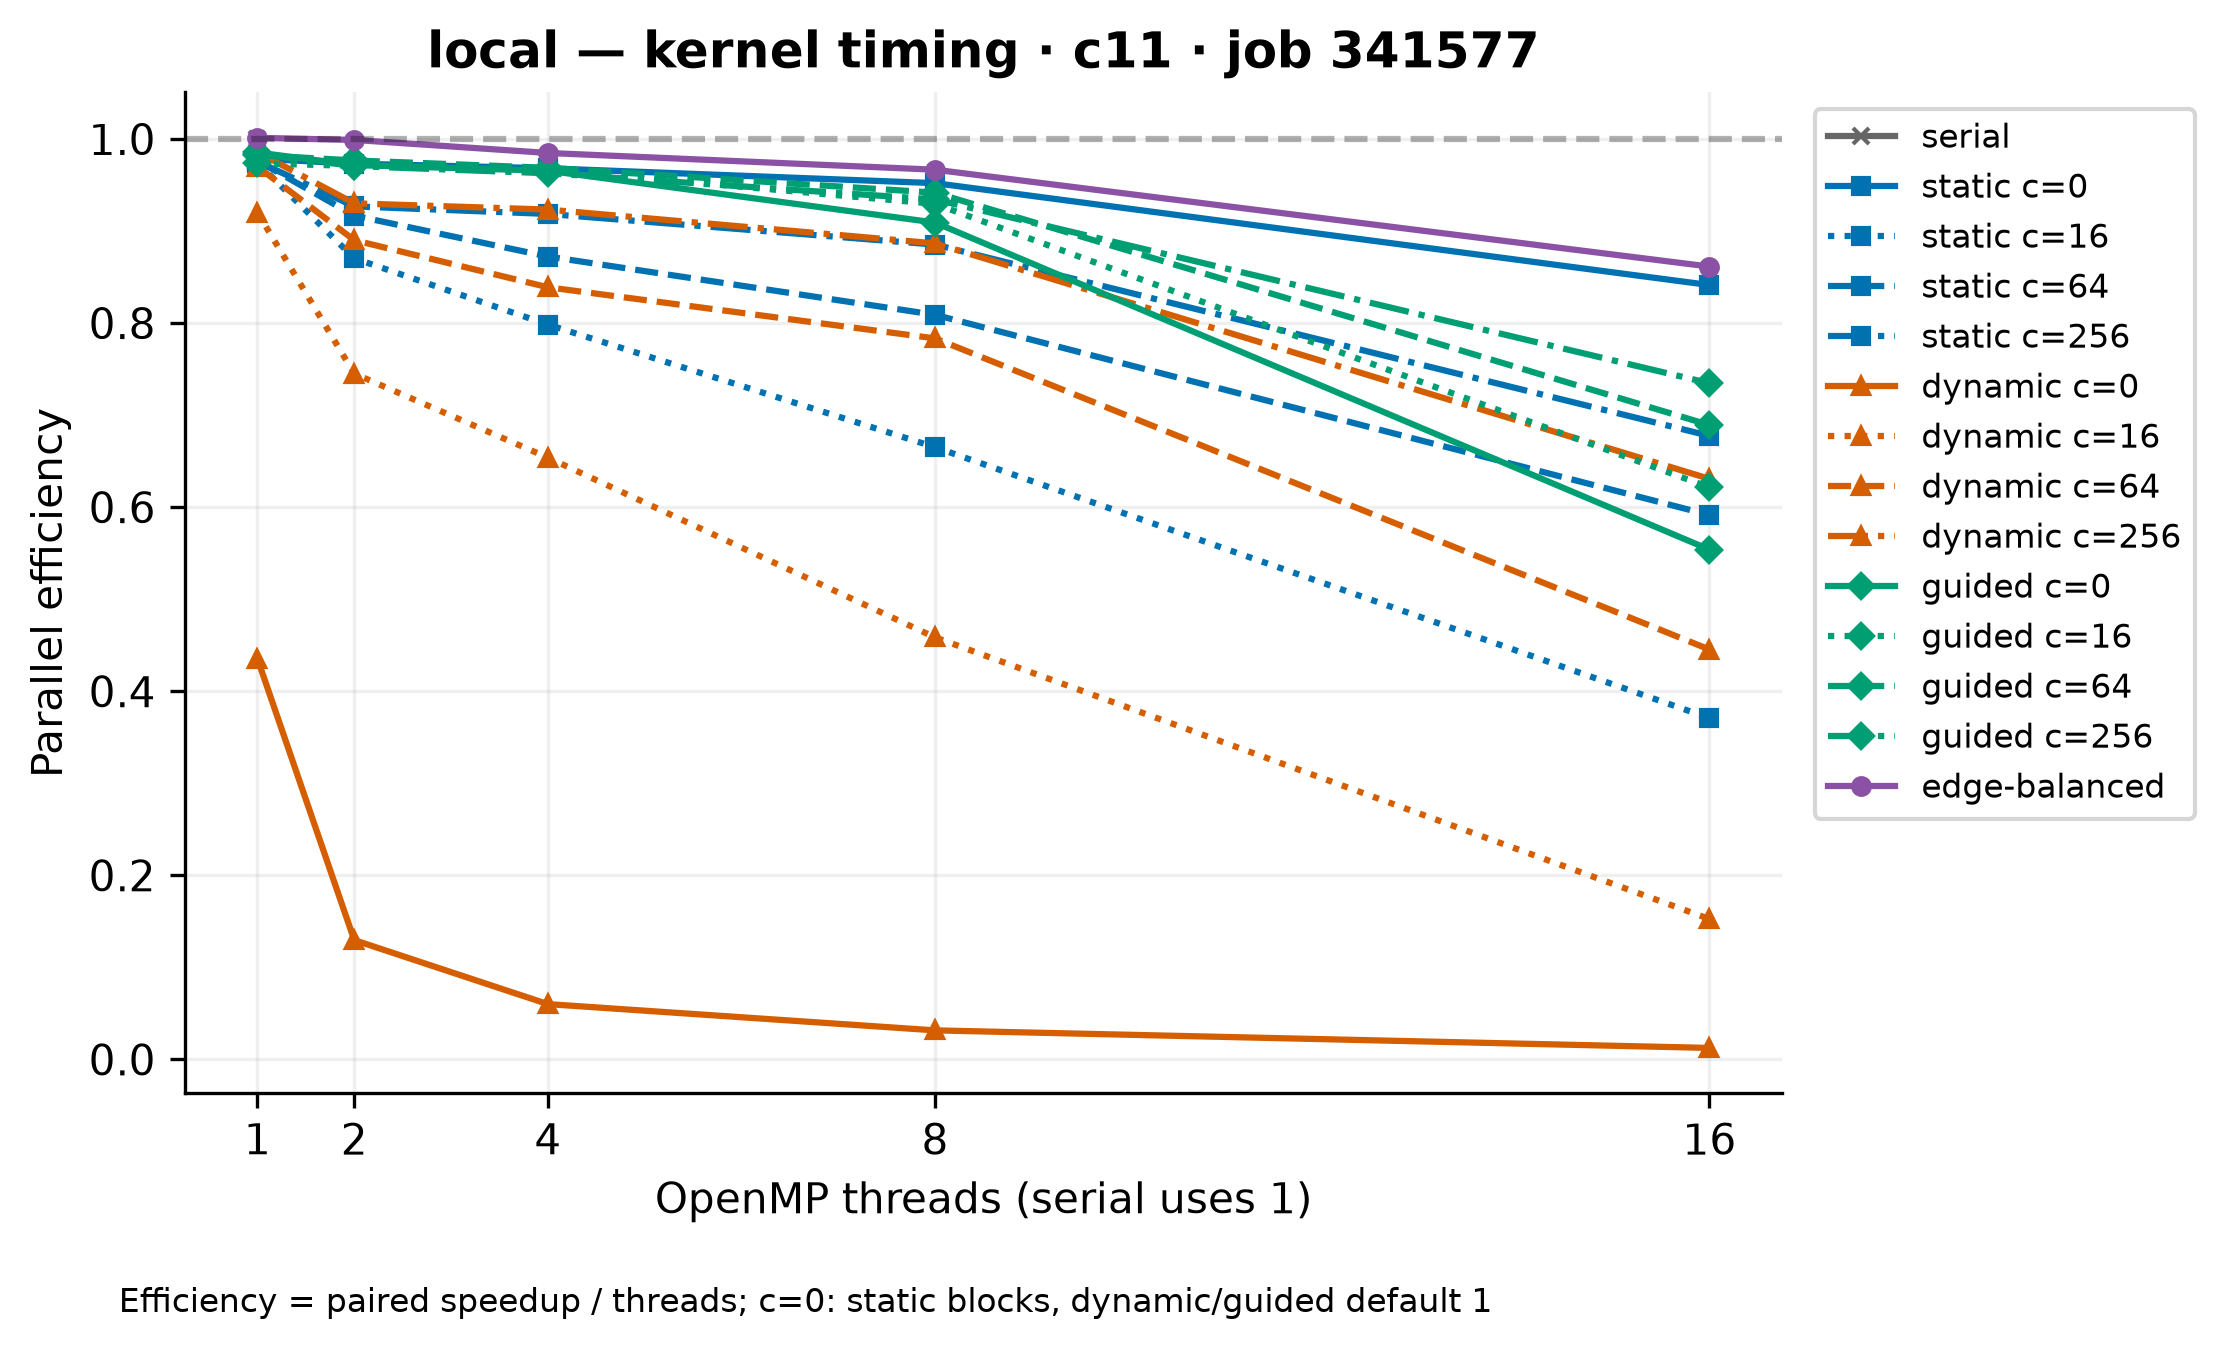 local — kernel timing · c11 · job 341577
Parallel efficiency
1.0
0.8
0.6
0.4
0.2
0.0
1 2 4 8 16
OpenMP threads (serial uses 1)
serial
static c=0
static c=16
static c=64
static c=256
dynamic c=0
dynamic c=16
dynamic c=64
dynamic c=256
guided c=0
guided c=16
guided c=64
guided c=256
edge-balanced
Efficiency = paired speedup / threads; c=0: static blocks, dynamic/guided default 1